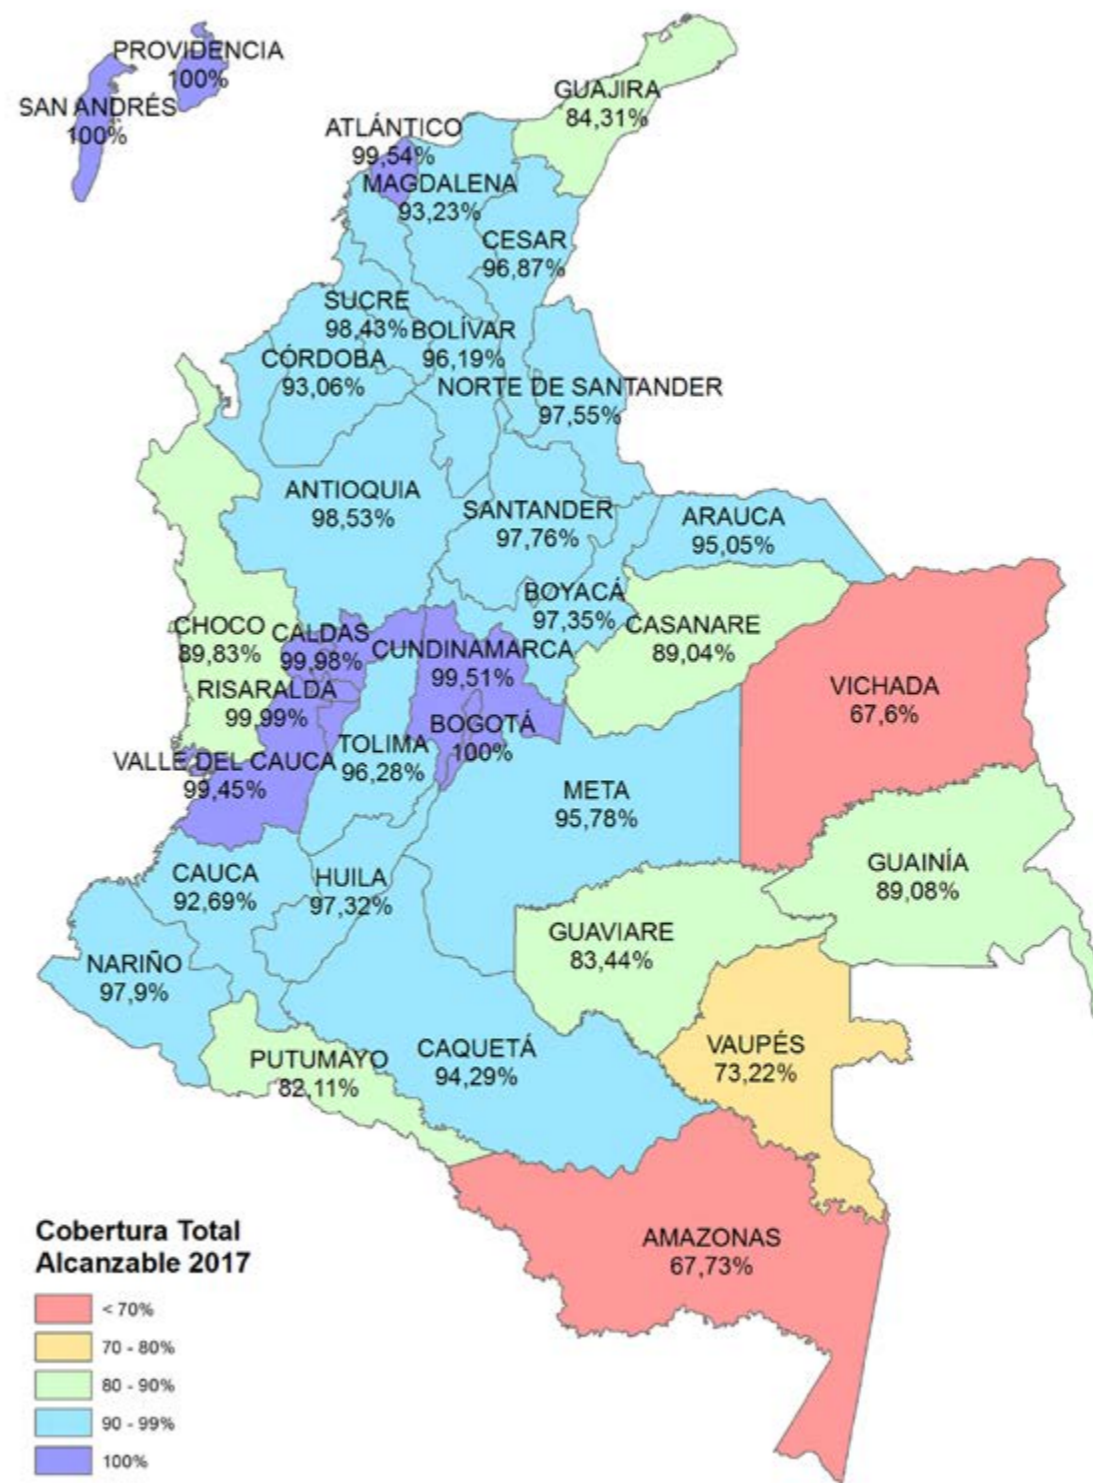 PROVIDENCIA
100%
SAN ANDRÉS
100%
GUAJIRA
84,31%
ATLÁNTICO
99,54%
MAGDALENA
93,23%
CESAR
96,87%
SUCRE
98,43%
BOLÍVAR
96,19%
CÓRDOBA
93,06%
NORTE DE SANTANDER
97,55%
ANTIOQUIA
98,53%
SANTANDER
97,76%
ARAUCA
95,05%
BOYACÁ
97,35%
CASANARE
89,04%
CHOCO
89,83%
CALDAS
99,98%
CUNDINAMARCA
99,51%
RISARALDA
99,99%
VICHADA
67,6%
BOGOTÁ
100%
TOLIMA
96,28%
VALLE DEL CAUCA
99,45%
META
95,78%
CAUCA
92,69%
HUILA
97,32%
GUAINÍA
89,08%
GUAVIARE
83,44%
NARIÑO
97,9%
VAUPÉS
73,22%
CAQUETÁ
94,29%
PUTUMAYO
82,11%
AMAZONAS
67,73%
Cobertura Total
Alcanzable 2017
< 70%
70 - 80%
80 - 90%
90 - 99%
100%